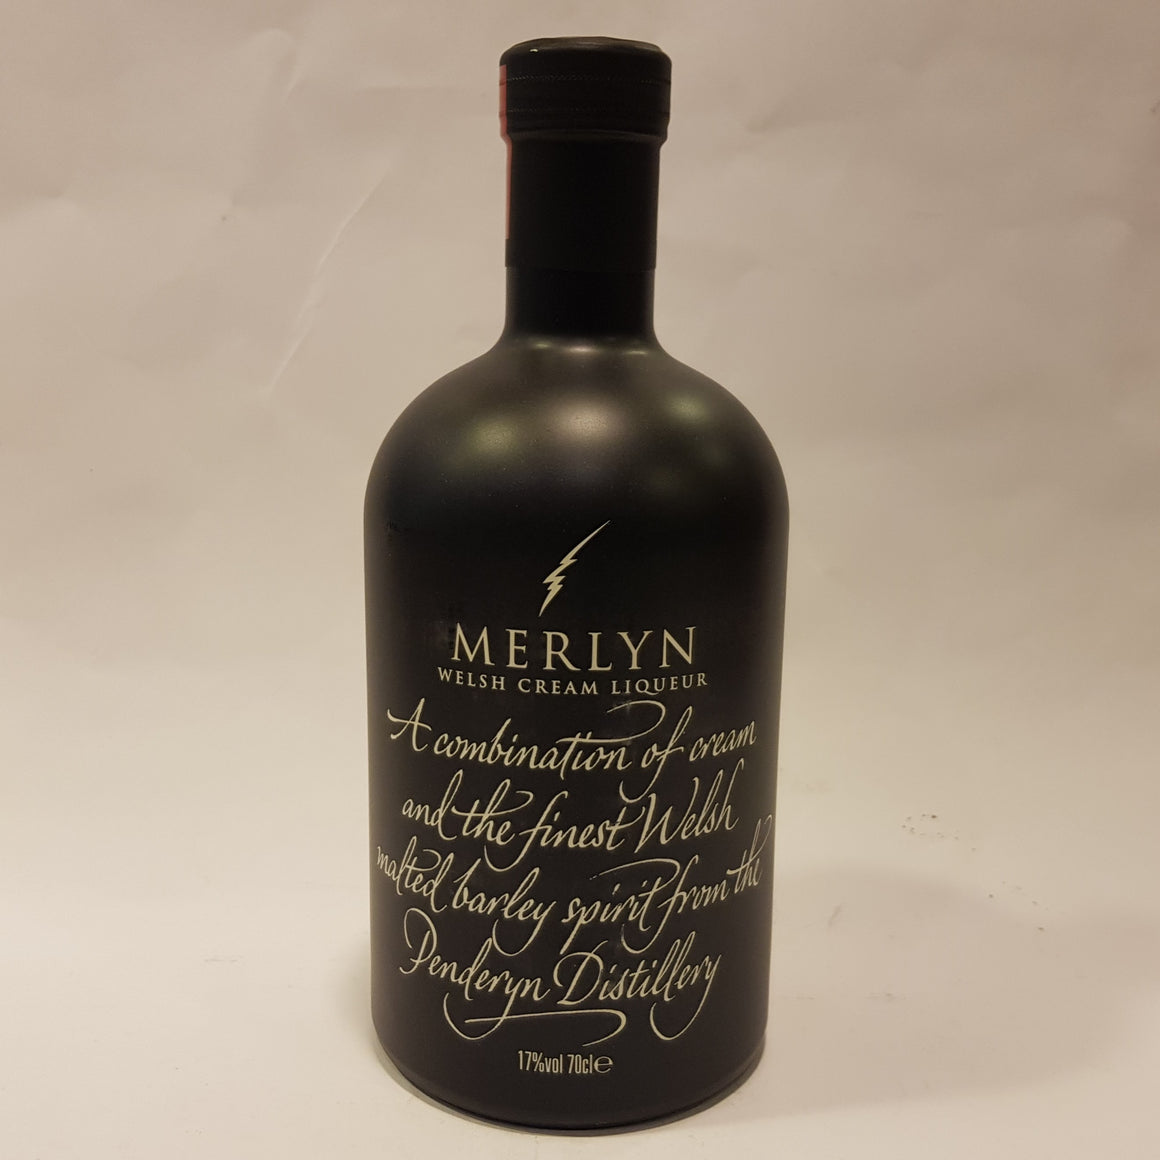 MERLYN
WELSH CREAM LIQUEUR
A combination of cream
and the finest Welsh
malted barley spirit from the
Penderyn Distillery
17%vol 70cl℮